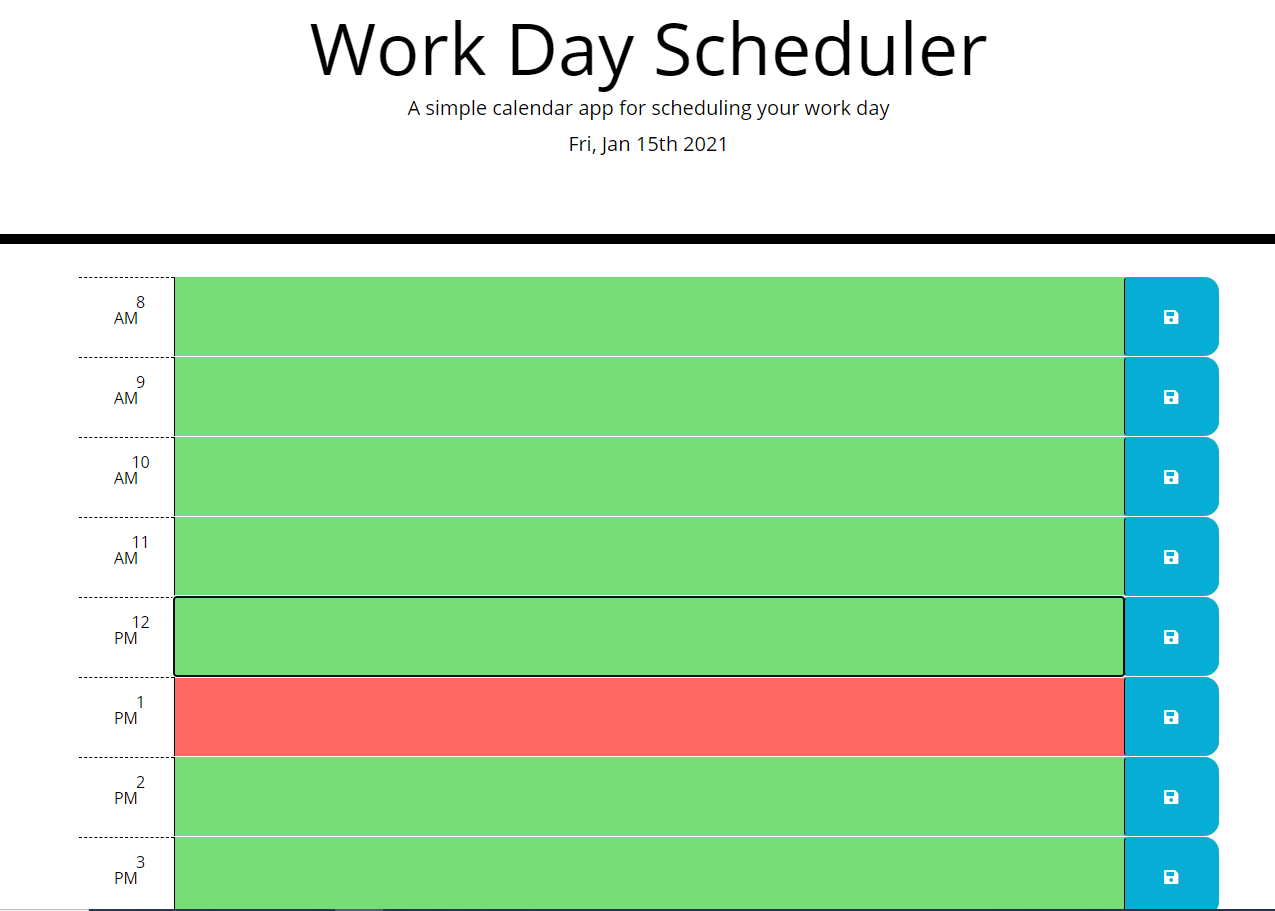 Work Day Scheduler
A simple calendar app for scheduling your work day
Fri, Jan 15th 2021
8
AM
9
AM
10
AM
11
AM
12
PM
1
PM
2
PM
3
PM